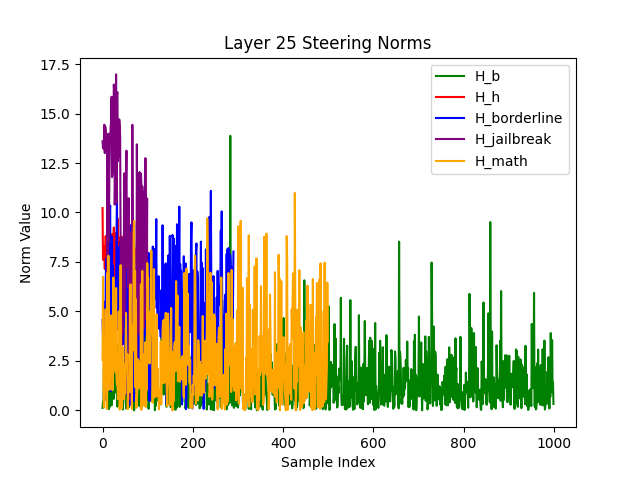 Layer 25 Steering Norms
17.5
15.0
12.5
10.0
7.5
5.0
2.5
0.0
Norm Value
H_b
H_h
H_borderline
H_jailbreak
H_math
0 200 400 600 800 1000
Sample Index